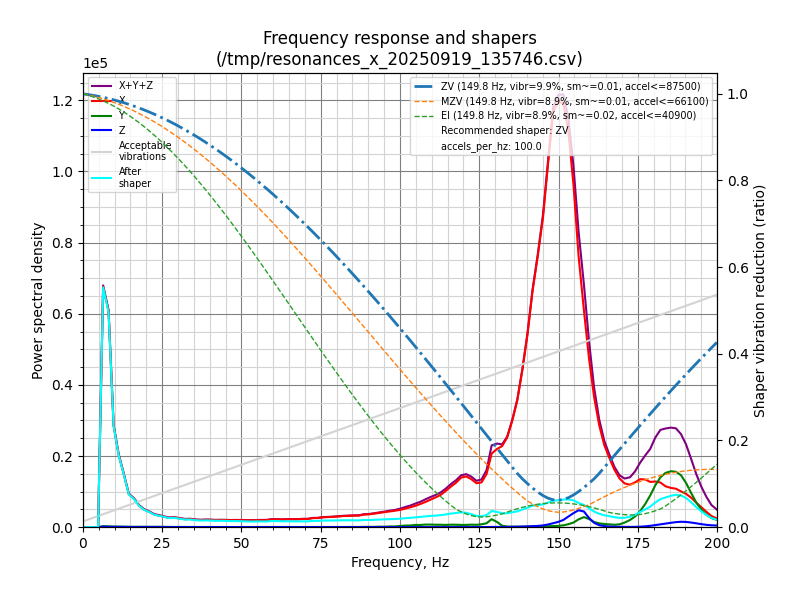 Frequency response and shapers
(/tmp/resonances_x_20250919_135746.csv)
1e5
X+Y+Z
X
Y
Z
Acceptable
vibrations
After
shaper
ZV (149.8 Hz, vibr=9.9%, sm~=0.01, accel<=87500)
MZV (149.8 Hz, vibr=8.9%, sm~=0.01, accel<=66100)
EI (149.8 Hz, vibr=8.9%, sm~=0.02, accel<=40900)
Recommended shaper: ZV
accels_per_hz: 100.0
Power spectral density
1.2
1.0
0.8
0.6
0.4
0.2
0.0
Shaper vibration reduction (ratio)
1.0
0.8
0.6
0.4
0.2
0.0
0 25 50 75 100 125 150 175 200
Frequency, Hz